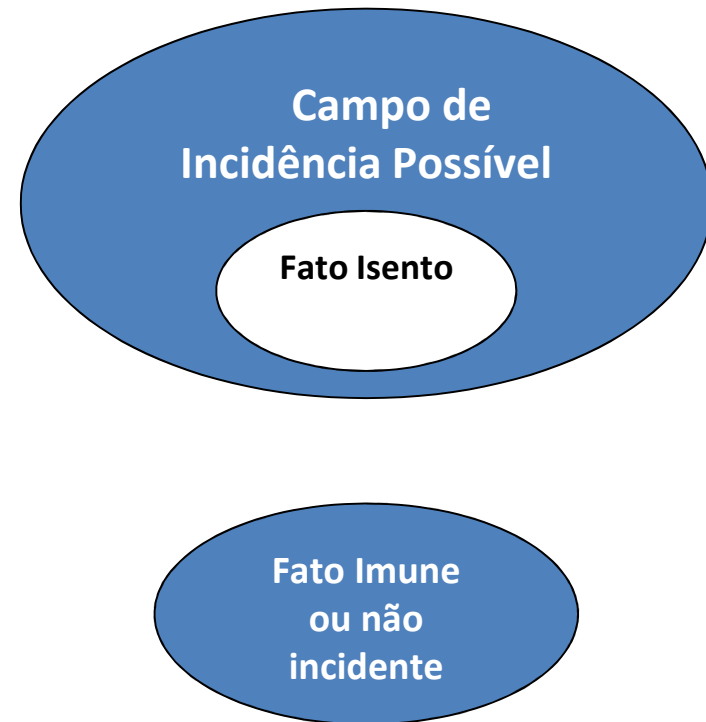 Campo de
Incidência Possível
Fato Isento
Fato Imune
ou não
incidente